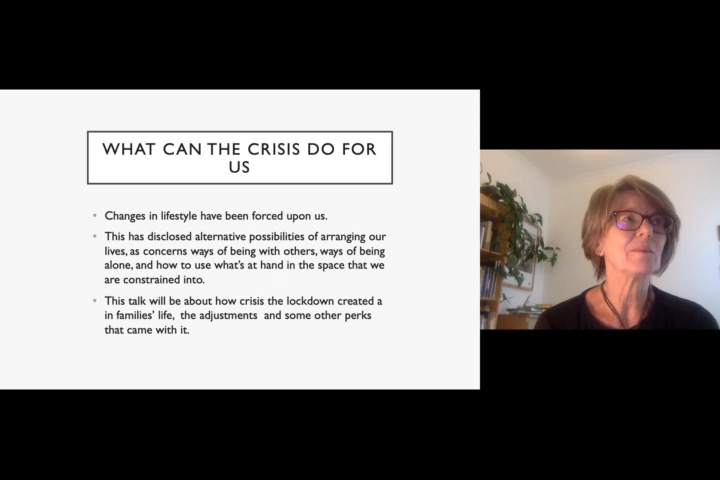 WHAT CAN THE CRISIS DO FOR
US
• Changes in lifestyle have been forced upon us.
• This has disclosed alternative possibilities of arranging our
lives, as concerns ways of being with others, ways of being
alone, and how to use what's at hand in the space that we
are constrained into.
• This talk will be about how crisis the lockdown created a
in families' life, the adjustments and some other perks
that came with it.